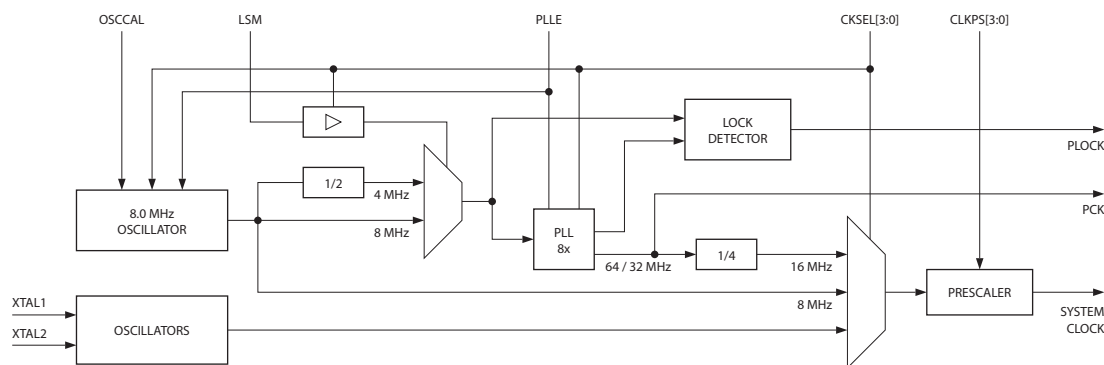 OSCCAL
LSM
PLLE
CKSEL[3:0]
CLKPS[3:0]
LOCK
DETECTOR
PLOCK
1/2
4 MHz
8.0 MHz
OSCILLATOR
8 MHz
PCK
PLL
8x
64 / 32 MHz
1/4
16 MHz
8 MHz
PRESCALER
SYSTEM
CLOCK
XTAL1
XTAL2
OSCILLATORS